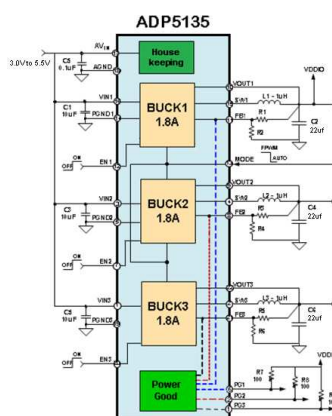 ADP5135
AVIN
House
keeping
3.0V to 5.5V
C5
0.1uF
AGND
VOUT1
VDDIO
VIN1
SW1
L1 - 1uH
BUCK1
1.8A
C1
10uF
PGND1
FB1
R1
R2
C2
22uf
FPWM
AUTO
MODE
ON
OFF
EN1
VOUT2
VIN2
SW2
L2 - 1uH
BUCK2
1.8A
C3
10uF
PGND2
FB2
R3
R4
C4
22uf
ON
OFF
EN2
VOUT3
VIN3
SW3
L3 - 1uH
BUCK3
1.8A
10uF
PGND3
FB3
R5
R6
C6
22uf
ON
OFF
EN3
VDD
Power
Good
R7
100
R8
100
PG1
PG2
PG3